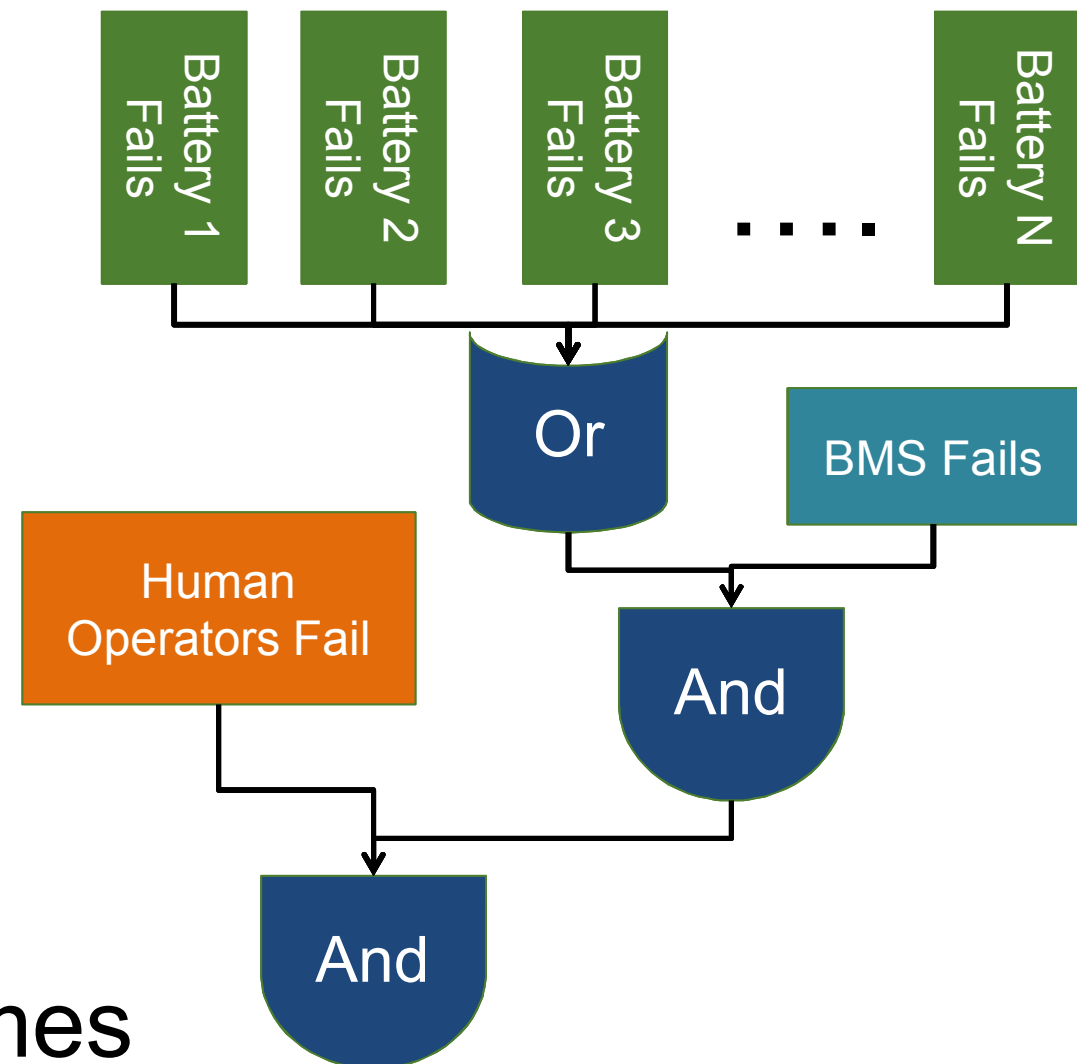 Battery 1
Fails
Battery 2
Fails
Battery 3
Fails
....
Battery N
Fails
Or
BMS Fails
Human
Operators Fail
And
And